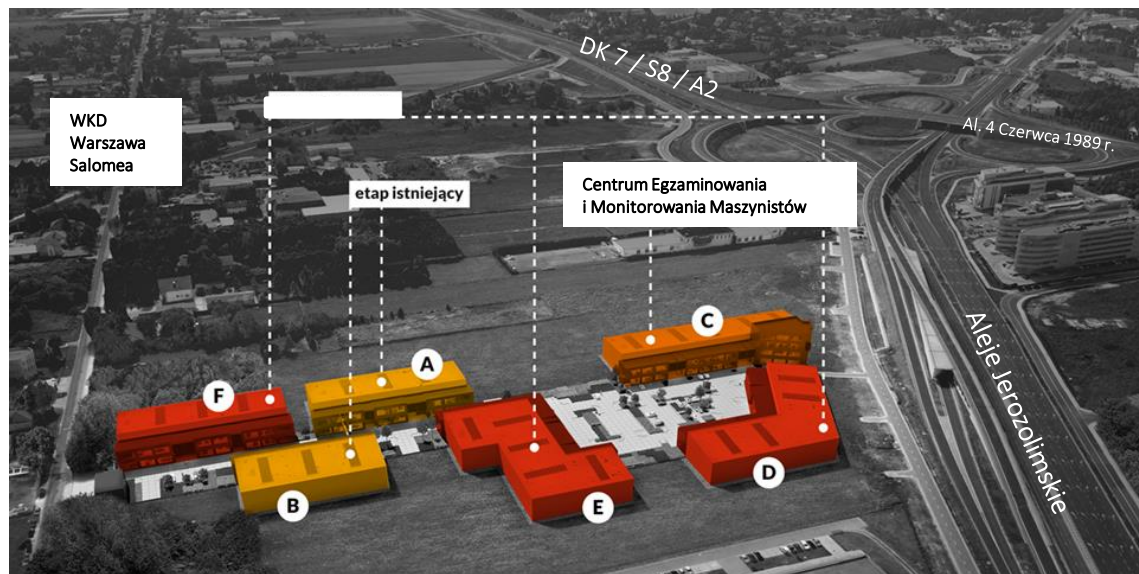 DK 7 / S8 / A2
WKD
Warszawa
Salomea
Al. 4 Czerwca 1989 r.
etap istniejący
Centrum Egzaminowania
i Monitorowania Maszynistów
Aleje Jerozolimskie
C
A
F
B
E
D